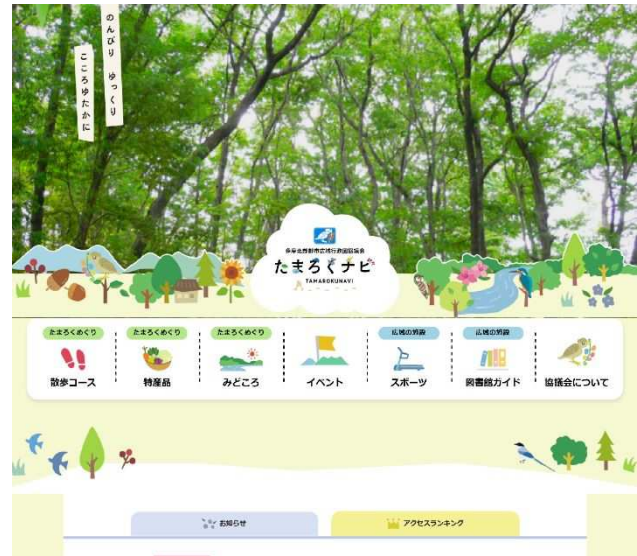 のんびり ゆっくり
こころゆたかに
多摩北部都市広域行政圏協議会
たまろくナビ
TAMAROKUNAVI
たまろくめぐり
散歩コース
たまろくめぐり
特産品
たまろくめぐり
みどころ
イベント
広域の施設
スポーツ
広域の施設
図書館ガイド
協議会について
お知らせ
アクセスランキング